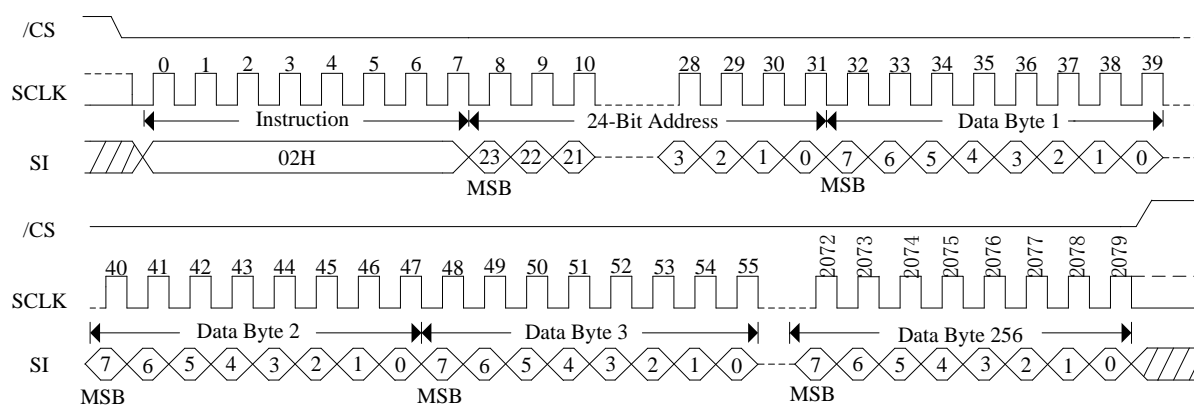 /CS
0 1 2 3 4 5 6 7 8 9 10 28 29 30 31 32 33 34 35 36 37 38 39
SCLK
Instruction 24-Bit Address Data Byte 1
SI 02H 23 22 21 3 2 1 0 7 6 5 4 3 2 1 0
MSB MSB
/CS
40 41 42 43 44 45 46 47 48 49 50 51 52 53 54 55 2072 2073 2074 2075 2076 2077 2078 2079
SCLK
Data Byte 2 Data Byte 3 Data Byte 256
SI 7 6 5 4 3 2 1 0 7 6 5 4 3 2 1 0 7 6 5 4 3 2 1 0
MSB MSB MSB